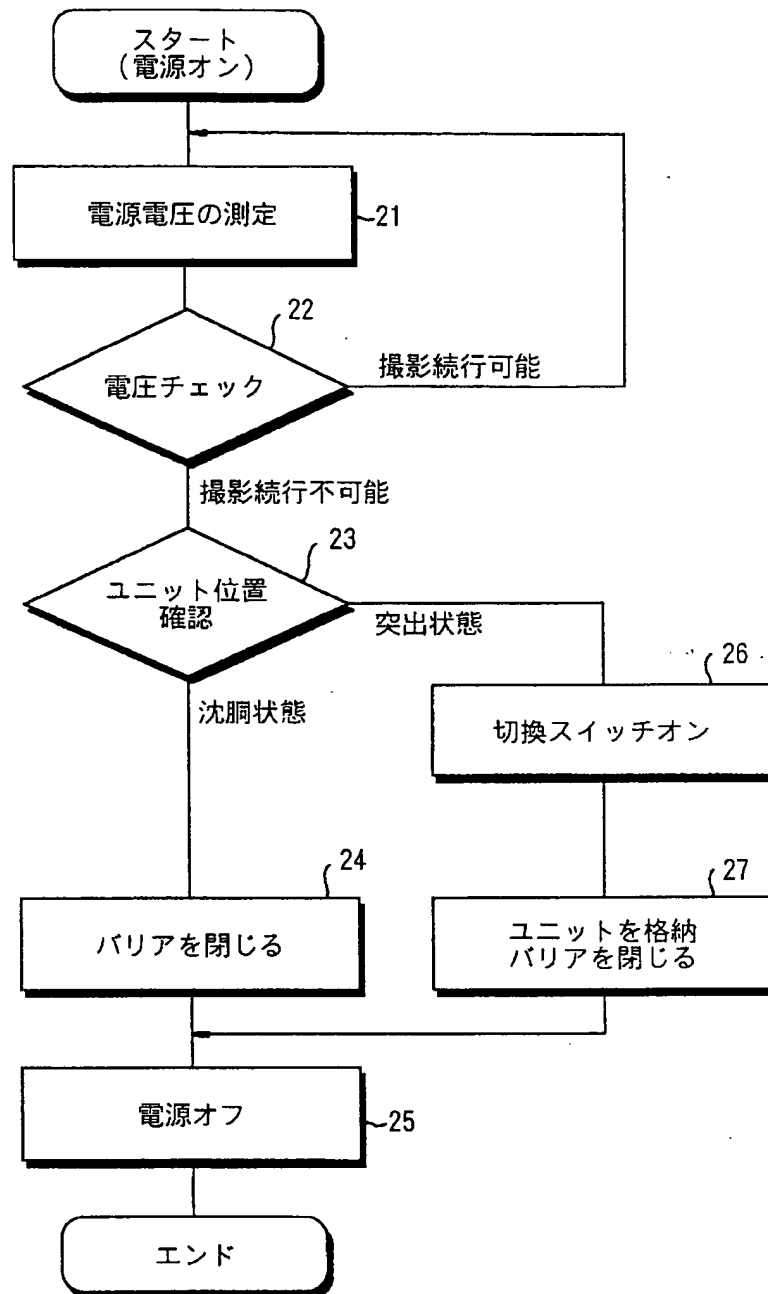 スタート
(電源オン)
電源電圧の測定
21
22
電圧チェック
撮影続行可能
撮影続行不可能
23
ユニット位置
確認
突出状態
沈胴状態
26
切換スイッチオン
24
バリアを閉じる
27
ユニットを格納
バリアを閉じる
電源オフ
25
エンド